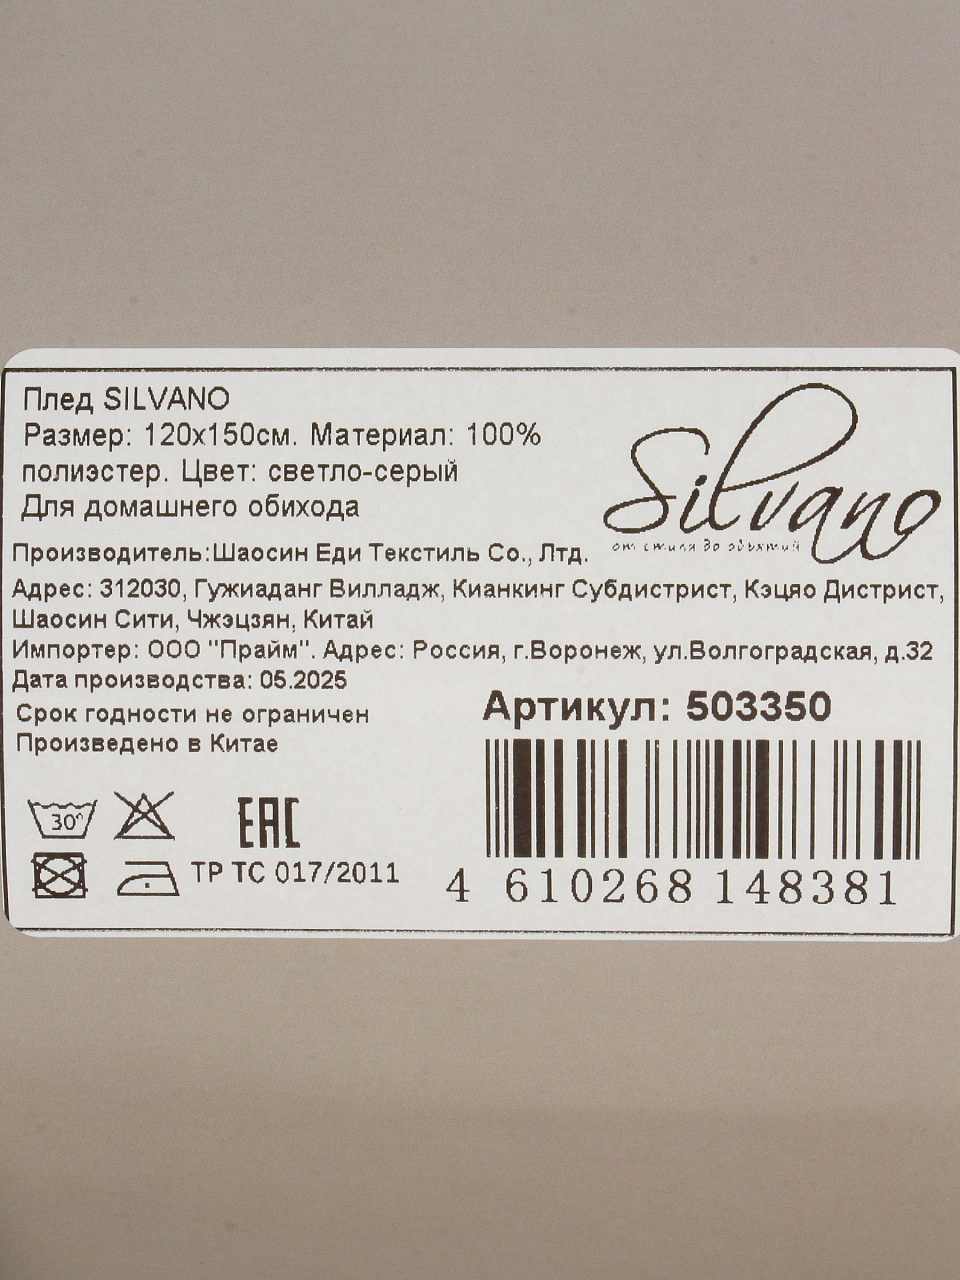 Плед SILVANO
Размер: 120х150см. Материал: 100%
полиэстер. Цвет: светло-серый
Для домашнего обихода
Silvano
от стиля до объятий
Производитель:Шаосин Еди Текстиль Со., Лтд.
Адрес: 312030, Гужиаданг Вилладж, Кианкинг Субдистрист, Кэцяо Дистрист,
Шаосин Сити, Чжэцзян, Китай
Импортер: ООО "Прайм". Адрес: Россия, г.Воронеж, ул.Волгоградская, д.32
Дата производства: 05.2025
Срок годности не ограничен
Произведено в Китае
Артикул: 503350
30°
EAC
ТР ТС 017/2011
4 610268 148381